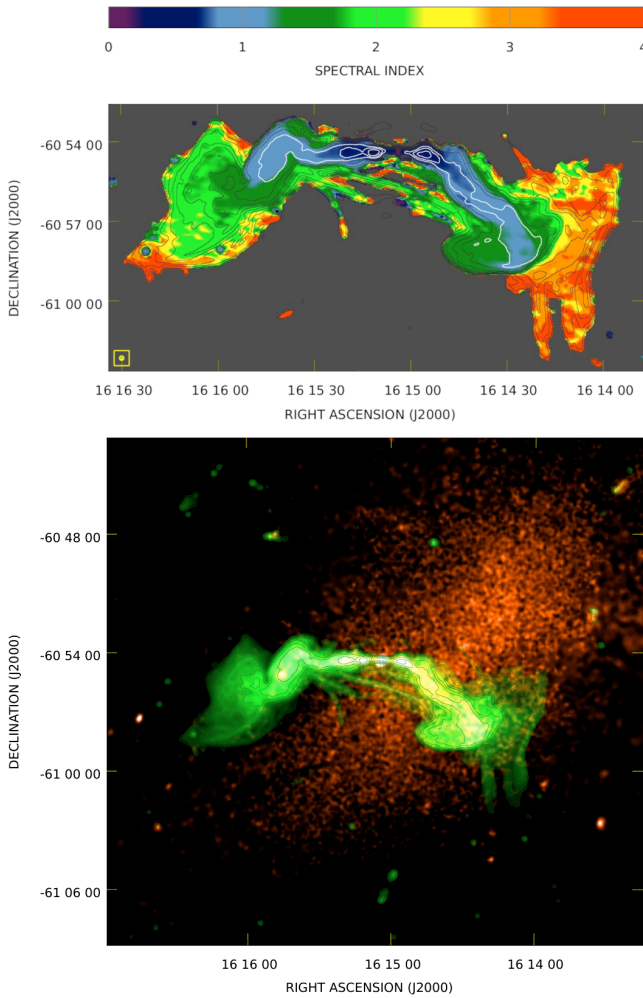 0 1 2 3 4
SPECTRAL INDEX
-60 54 00
-60 57 00
-61 00 00
DECLINATION (J2000)
16 16 30 16 16 00 16 15 30 16 15 00 16 14 30 16 14 00
RIGHT ASCENSION (J2000)
-60 48 00
-60 54 00
-61 00 00
-61 06 00
DECLINATION (J2000)
16 16 00 16 15 00 16 14 00
RIGHT ASCENSION (J2000)